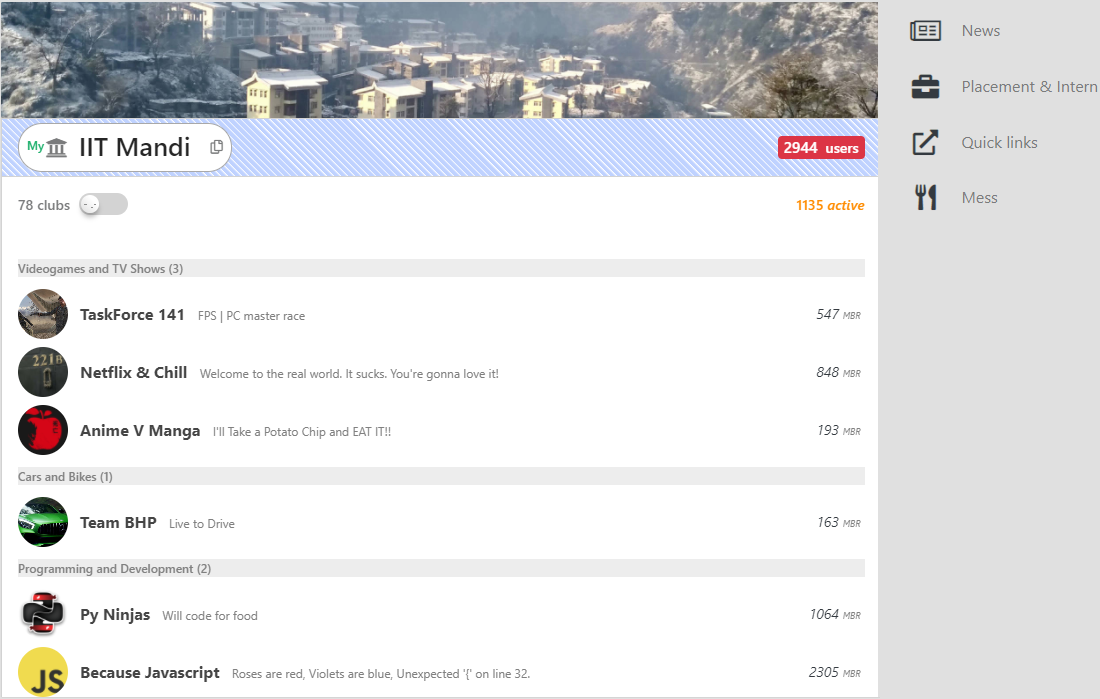 My IIT Mandi
2944 users
78 clubs
1135 active
Videogames and TV Shows (3)
TaskForce 141 FPS | PC master race 547 MBR
221B
Netflix & Chill Welcome to the real world. It sucks. You're gonna love it! 848 MBR
Anime V Manga I'll Take a Potato Chip and EAT IT!! 193 MBR
Cars and Bikes (1)
Team BHP Live to Drive 163 MBR
Programming and Development (2)
Py Ninjas Will code for food 1064 MBR
JS
Because Javascript Roses are red, Violets are blue, Unexpected '{' on line 32. 2305 MBR
News
Placement & Intern
Quick links
Mess